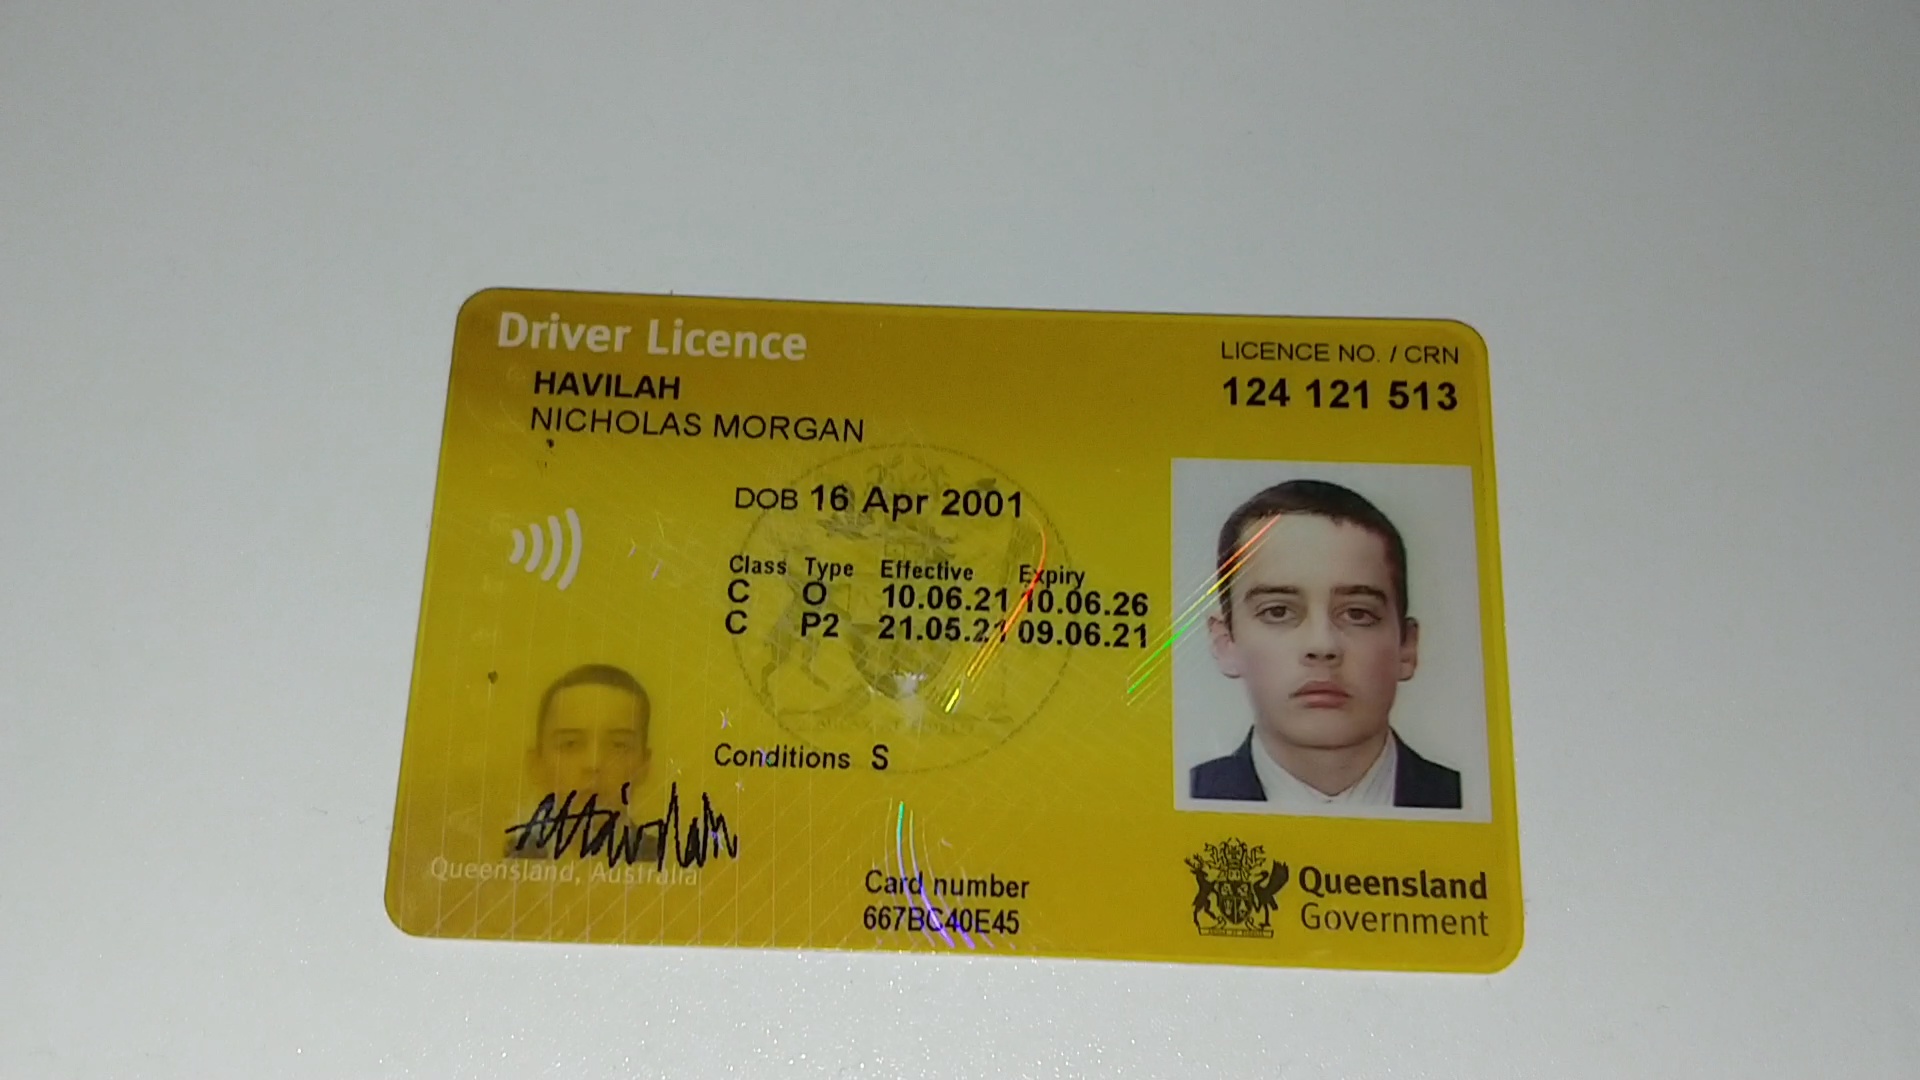 Driver Licence
HAVILAH
NICHOLAS MORGAN
LICENCE NO. / CRN
124 121 513
DOB 16 Apr 2001
Class Type Effective Expiry
C O 10.06.21 10.06.26
C P2 21.05.21 09.06.21
Conditions S
Queensland, Australia
Card number
667BC40E45
Queensland
Government